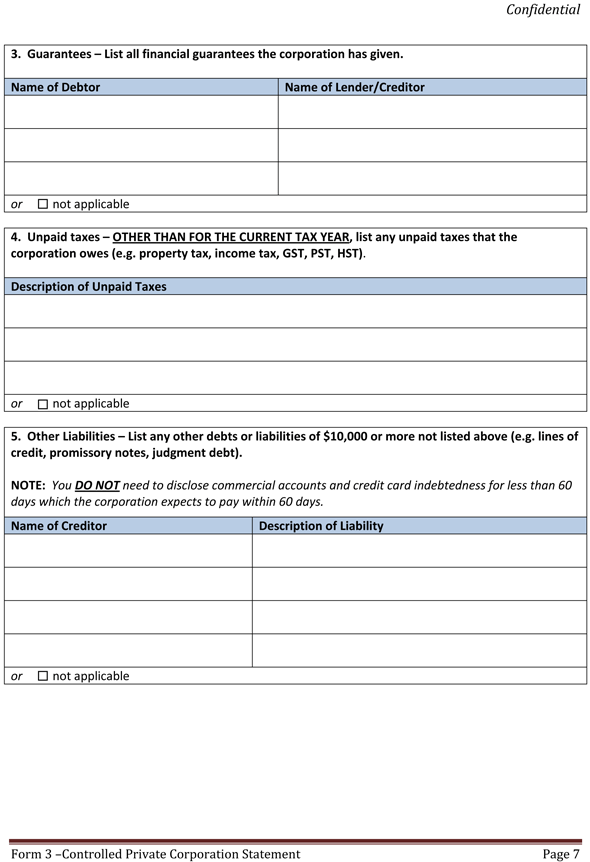 Confidential
3. Guarantees – List all financial guarantees the corporation has given.
Name of Debtor Name of Lender/Creditor
or ☐ not applicable
4. Unpaid taxes – OTHER THAN FOR THE CURRENT TAX YEAR, list any unpaid taxes that the
corporation owes (e.g. property tax, income tax, GST, PST, HST).
Description of Unpaid Taxes
or ☐ not applicable
5. Other Liabilities – List any other debts or liabilities of $10,000 or more not listed above (e.g. lines of
credit, promissory notes, judgment debt).
NOTE: You DO NOT need to disclose commercial accounts and credit card indebtedness for less than 60
days which the corporation expects to pay within 60 days.
Name of Creditor Description of Liability
or ☐ not applicable
Form 3 –Controlled Private Corporation Statement Page 7